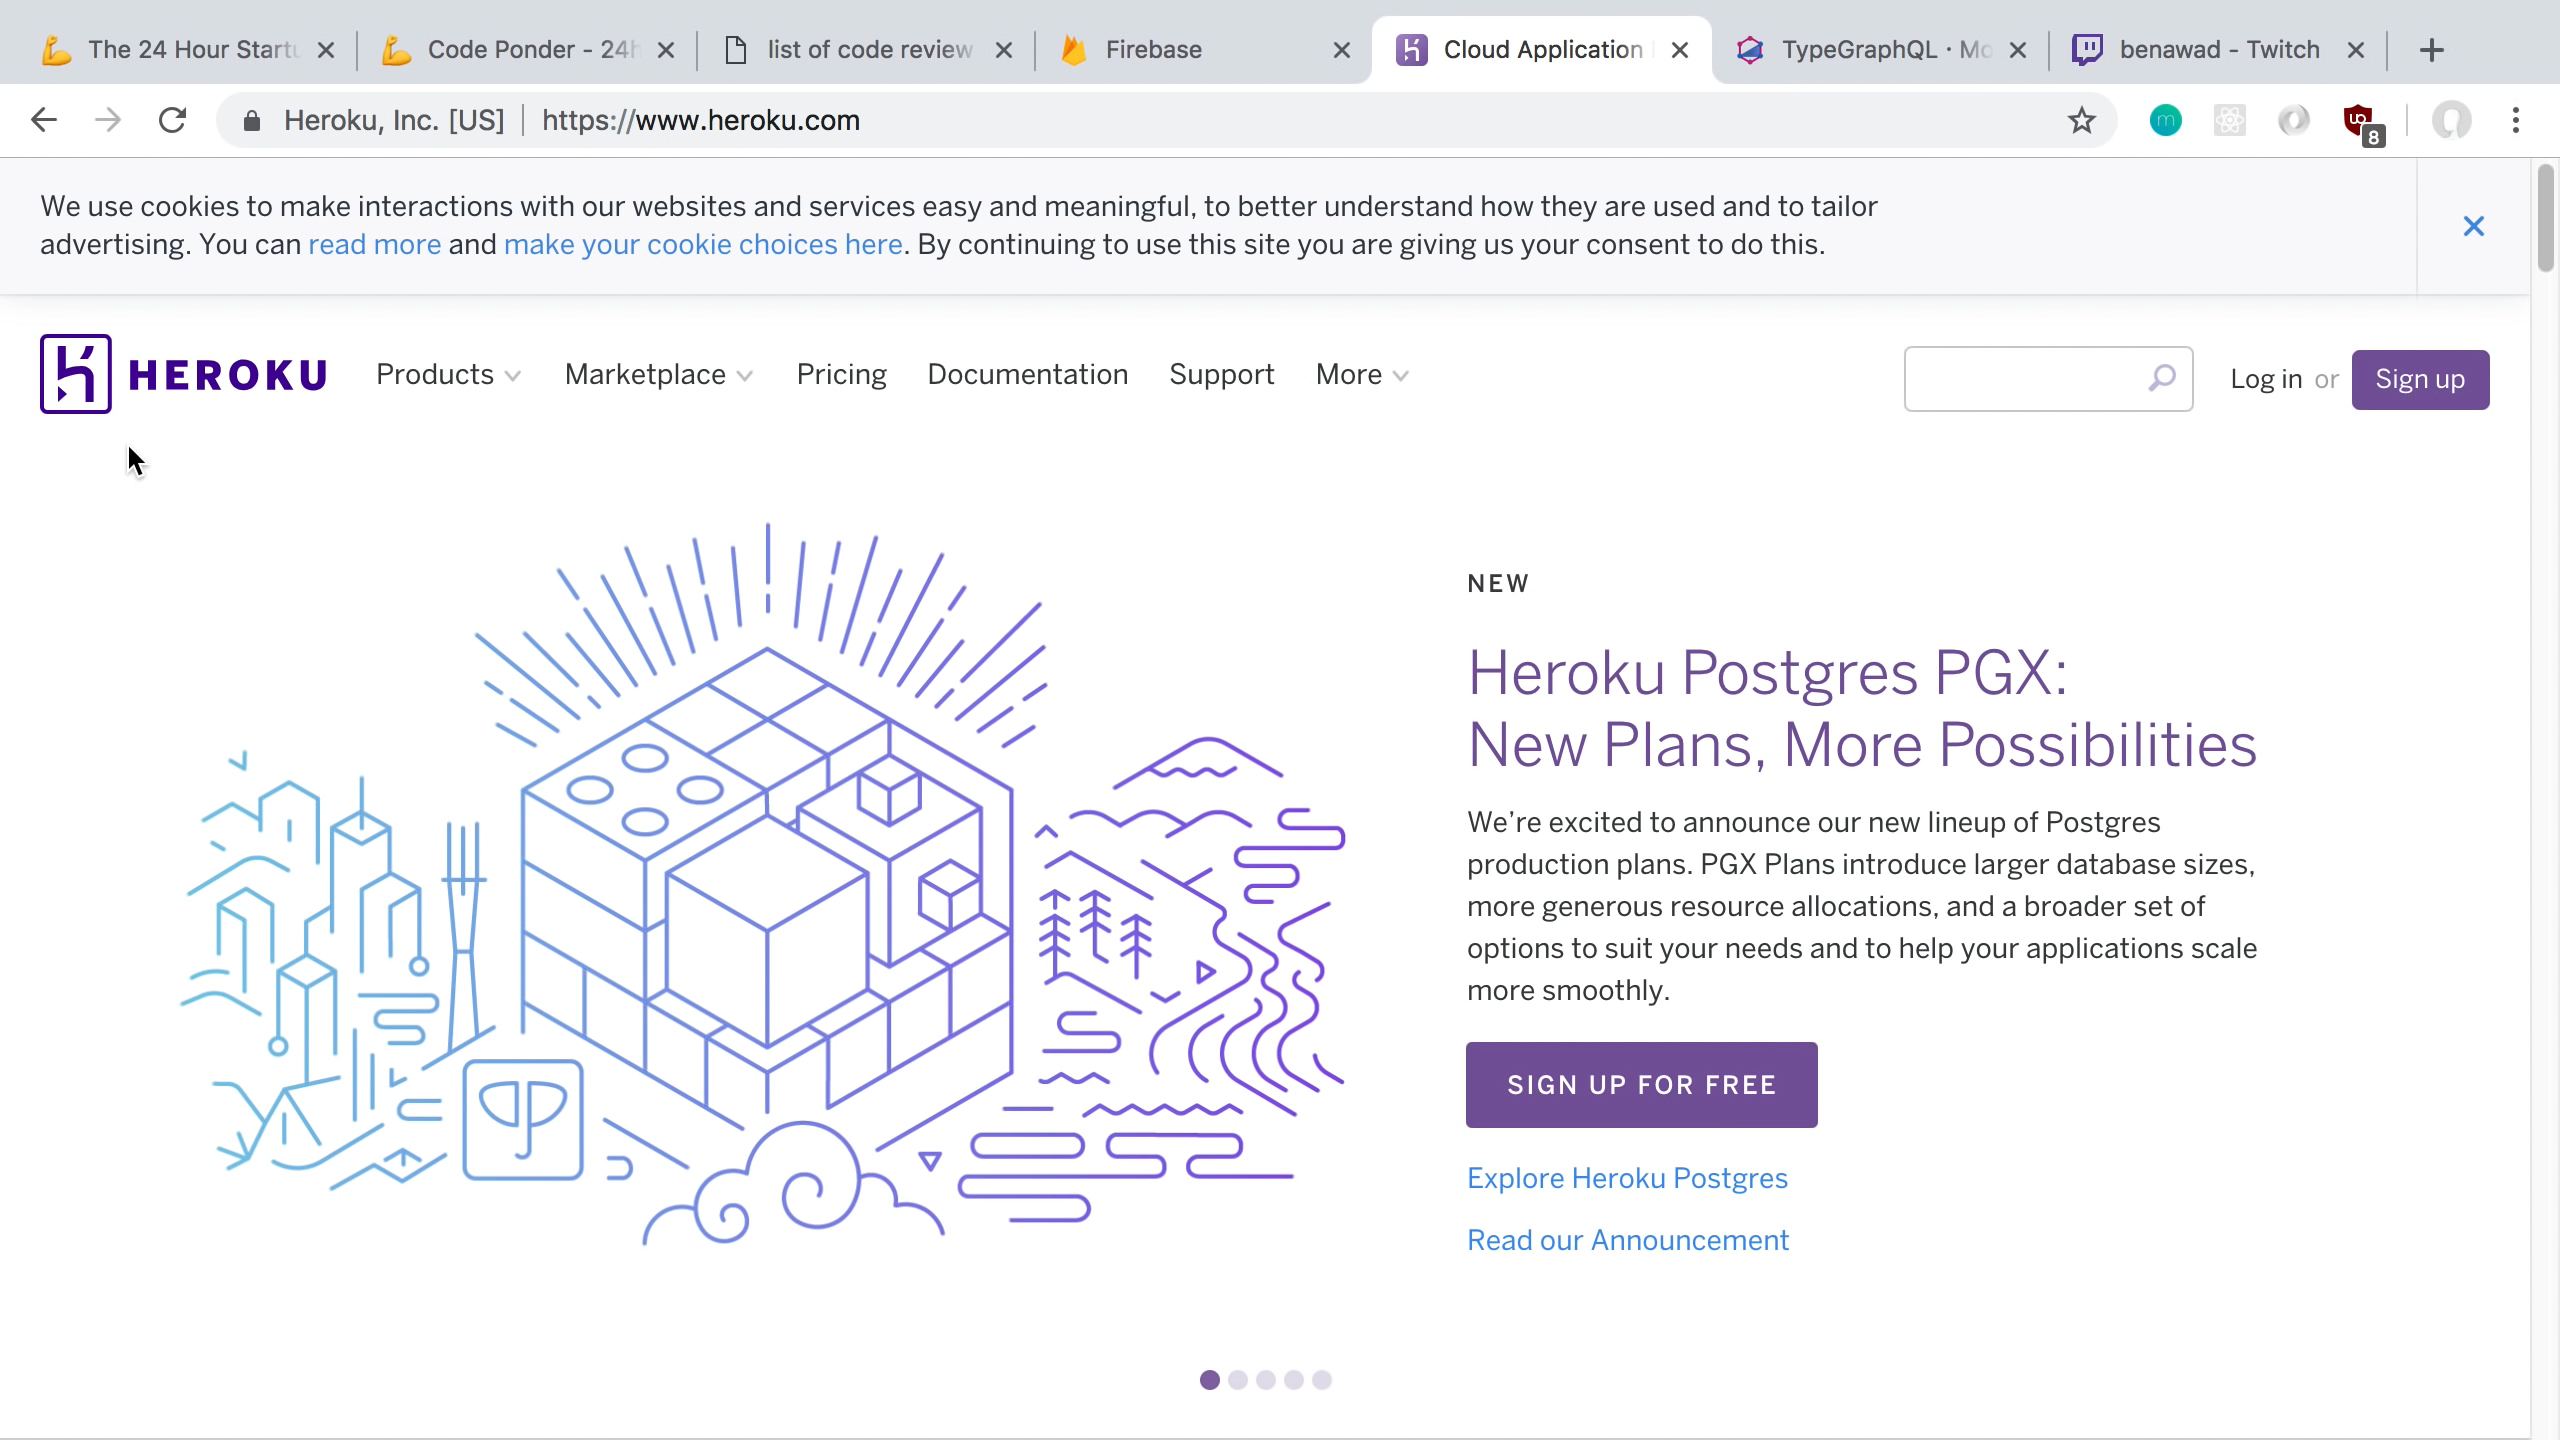 The 24 Hour Startu
Code Ponder - 24h
list of code review
Firebase
Cloud Application
TypeGraphQL · Mo
benawad - Twitch
Heroku, Inc. [US]
https://www.heroku.com
8
We use cookies to make interactions with our websites and services easy and meaningful, to better understand how they are used and to tailor
advertising. You can read more and make your cookie choices here. By continuing to use this site you are giving us your consent to do this.
HEROKU
Products
Marketplace
Pricing
Documentation
Support
More
Log in or
Sign up
NEW
Heroku Postgres PGX:
New Plans, More Possibilities
We’re excited to announce our new lineup of Postgres
production plans. PGX Plans introduce larger database sizes,
more generous resource allocations, and a broader set of
options to suit your needs and to help your applications scale
more smoothly.
SIGN UP FOR FREE
Explore Heroku Postgres
Read our Announcement